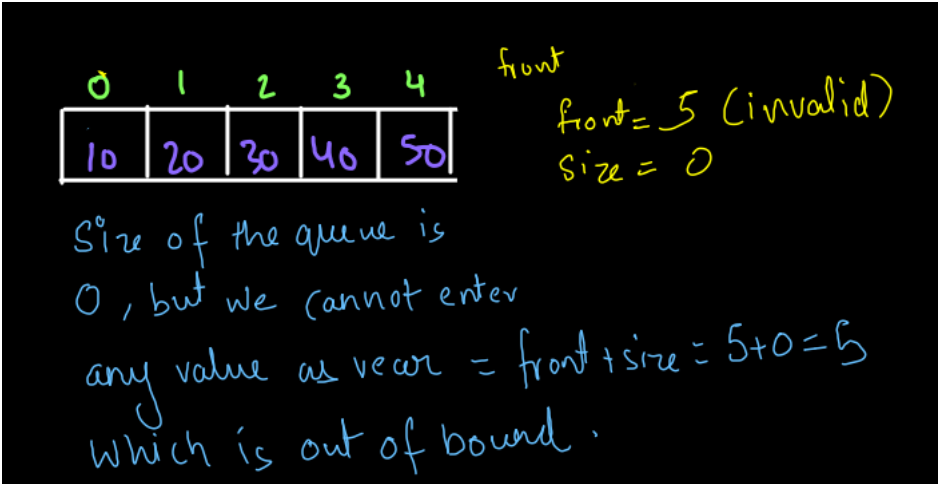 front
0 1 2 3 4
front = 5 (invalid)
10 20 30 40 50
size = 0
Size of the queue is
0, but we cannot enter
any value as rear = front + size = 5+0=5
which is out of bound.